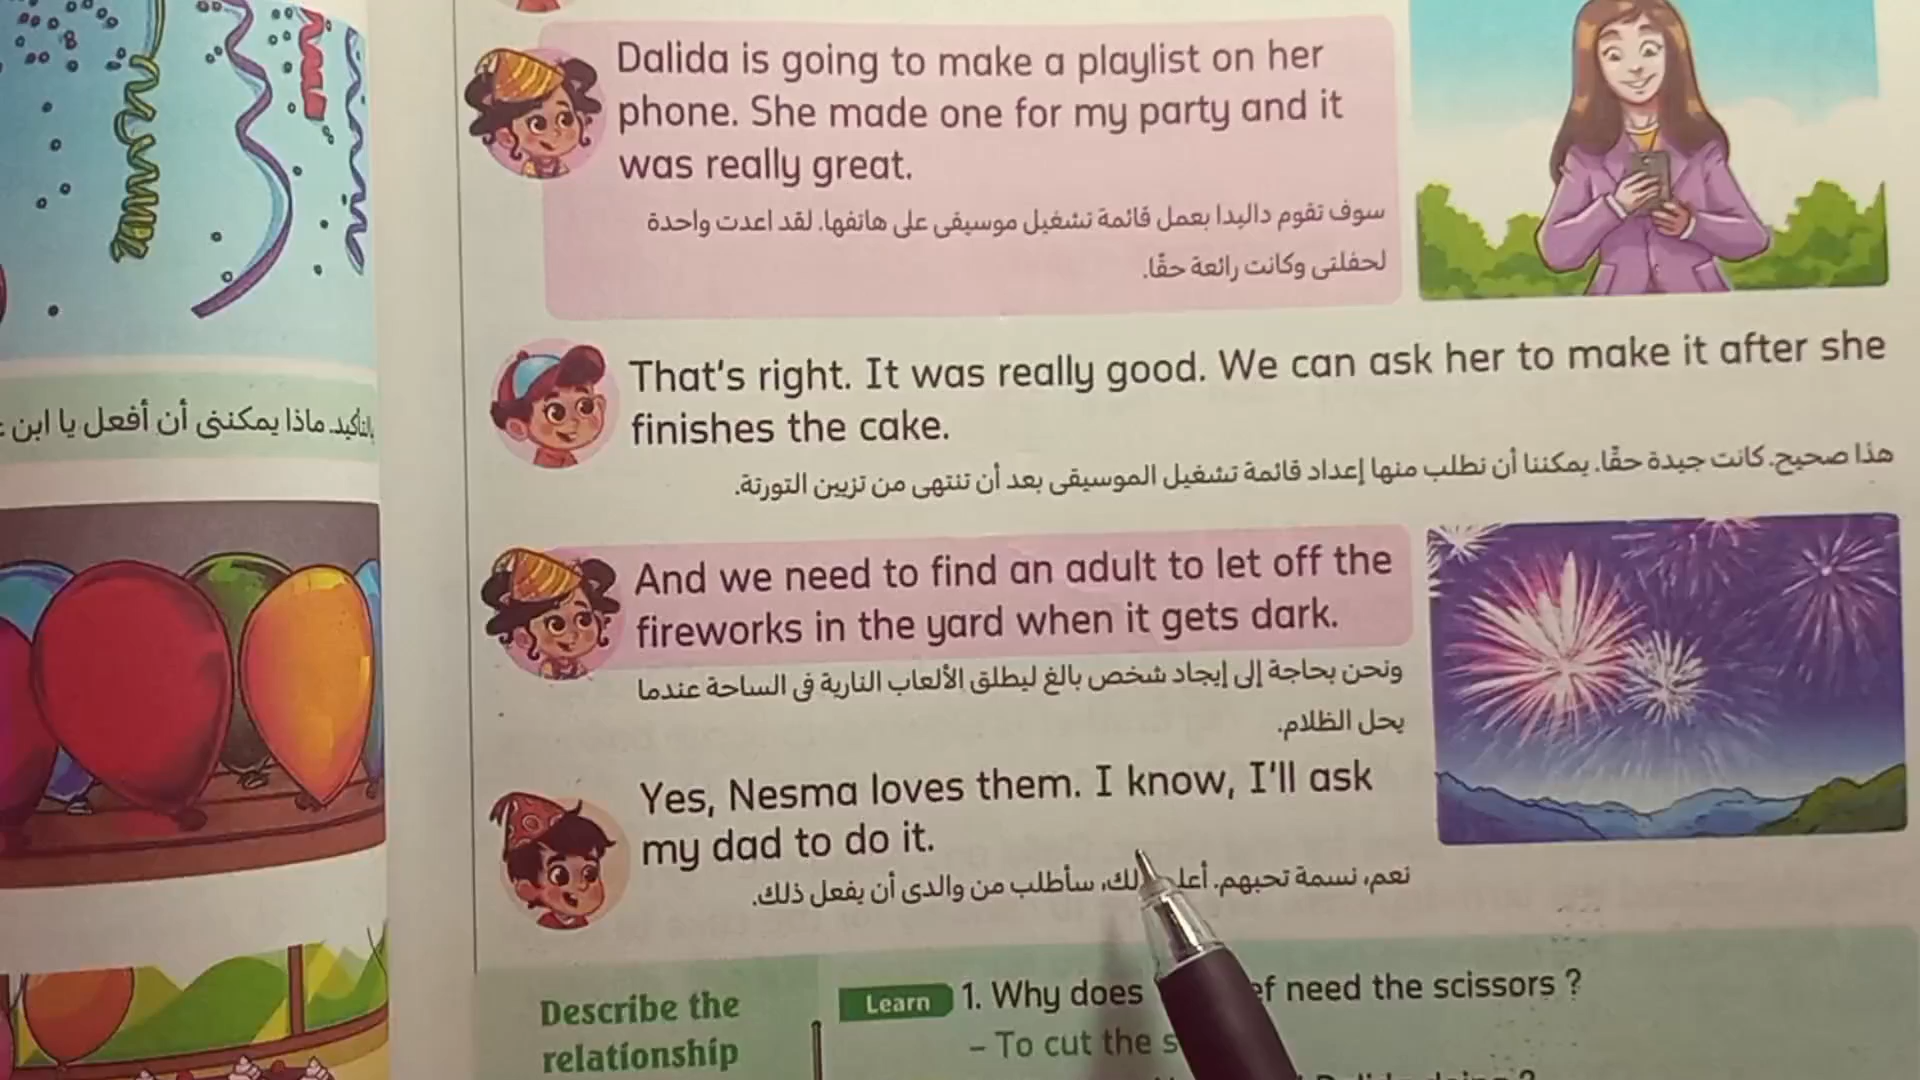 Dalida is going to make a playlist on her
phone. She made one for my party and it
was really great.
سوف تقوم داليدا بعمل قائمة تشغيل موسيقى على هاتفها. لقد اعدت واحدة
لحفلتى وكانت رائعة حقًا.
That's right. It was really good. We can ask her to make it after she
finishes the cake.
هذا صحيح. كانت جيدة حقًا. يمكننا أن نطلب منها إعداد قائمة تشغيل الموسيقى بعد أن تنتهى من تزيين التورتة.
And we need to find an adult to let off the
fireworks in the yard when it gets dark.
ونحن بحاجة إلى إيجاد شخص بالغ ليطلق الألعاب النارية فى الساحة عندما
يحل الظلام.
Yes, Nesma loves them. I know, I'll ask
my dad to do it.
نعم، نسمة تحبهم. سأطلب من والدى أن يفعل ذلك.
بالتأكيد. ماذا يمكننى أن أفعل يا ابن
Describe the
relationship
Learn 1. Why does need the scissors ?
- To cut the